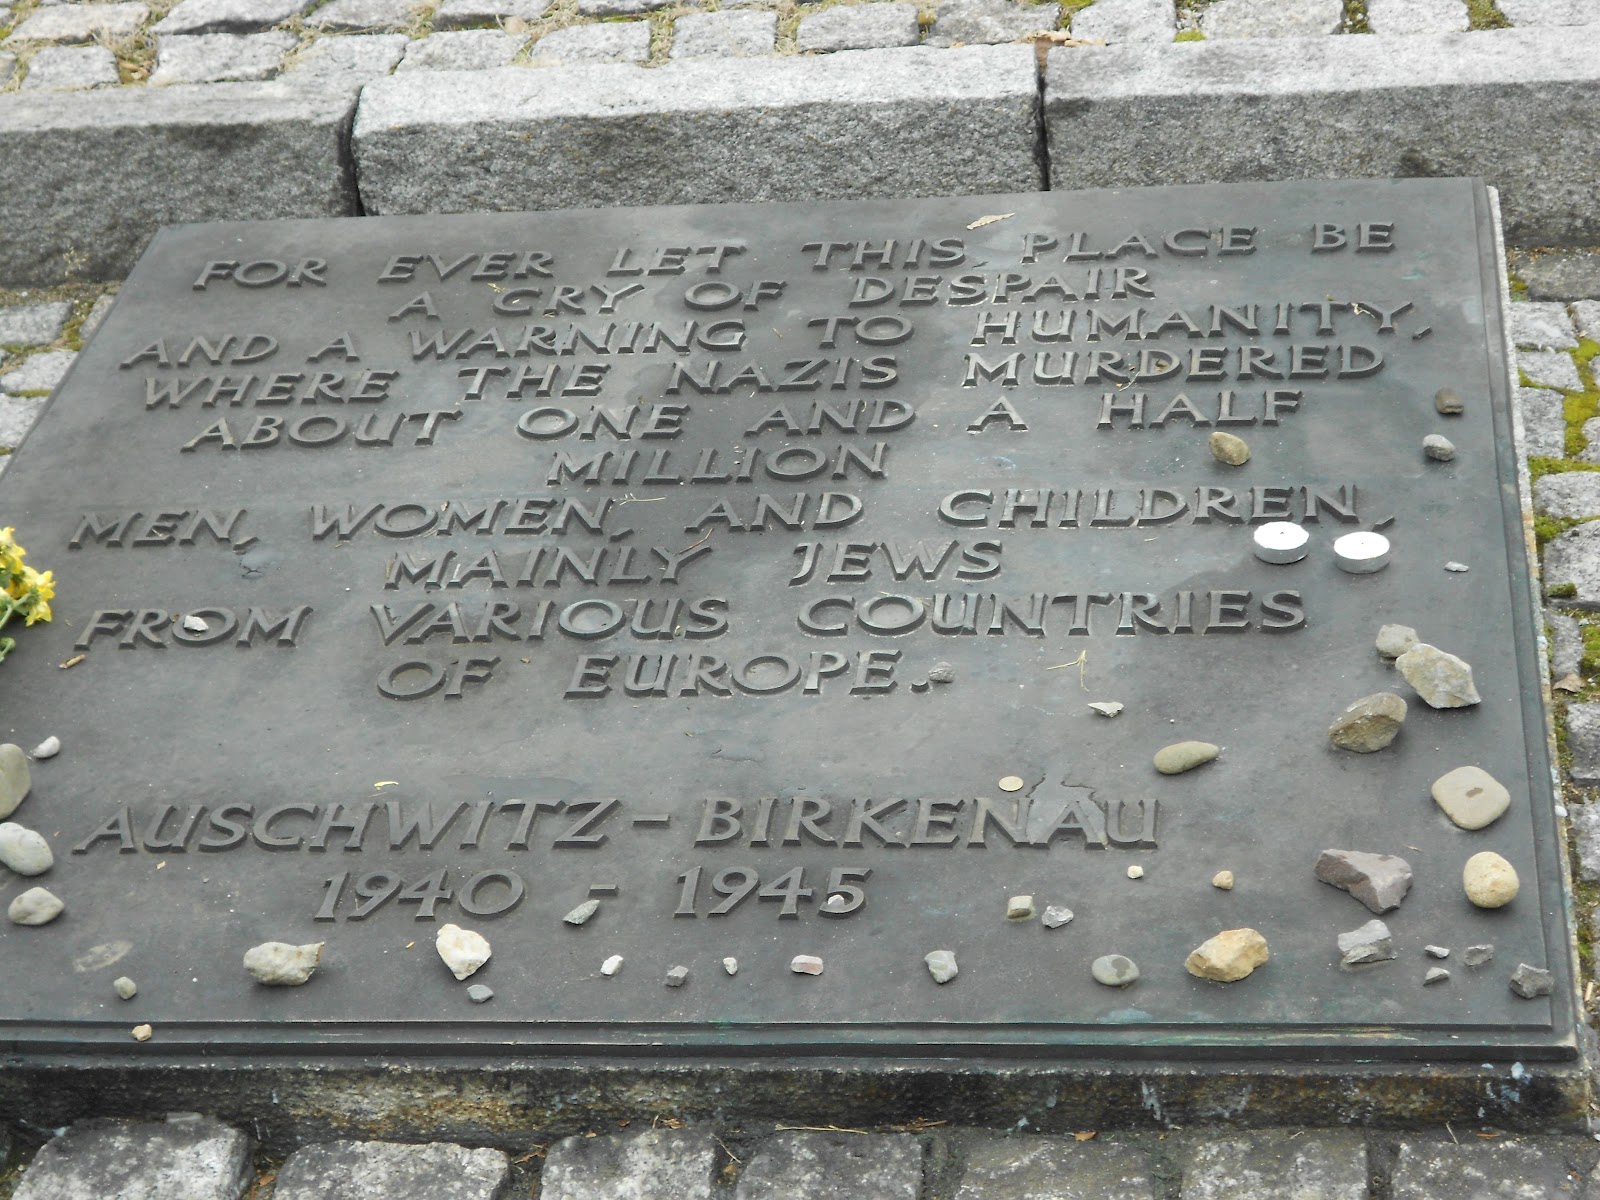 FOR EVER LET THIS PLACE BE
A CRY OF DESPAIR
AND A WARNING TO HUMANITY,
WHERE THE NAZIS MURDERED
ABOUT ONE AND A HALF
MILLION
MEN, WOMEN, AND CHILDREN,
MAINLY JEWS
FROM VARIOUS COUNTRIES
OF EUROPE.
AUSCHWITZ-BIRKENAU
1940 - 1945